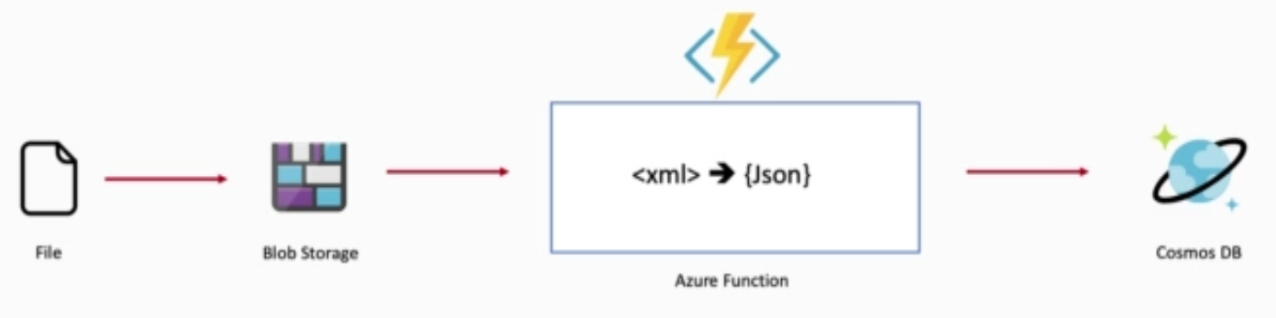 <xml> ➔ {Json}
File
Blob Storage
Cosmos DB
Azure Function